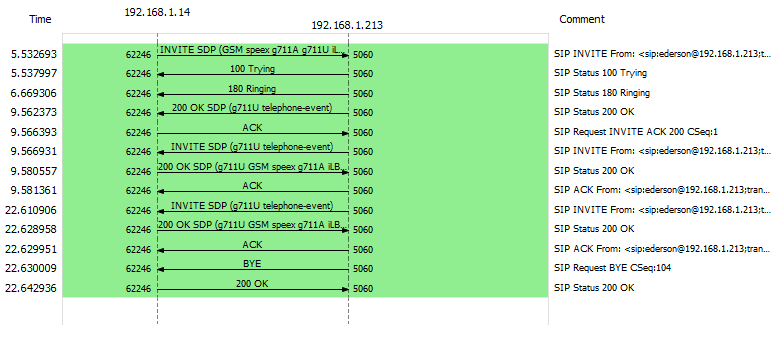 192.168.1.14
Time
192.168.1.213
Comment
5.532693 62246 INVITE SDP (GSM speex g711A g711U iL... 5060 SIP INVITE From: <sip:ederson@192.168.1.213;t...
5.537997 62246 100 Trying 5060 SIP Status 100 Trying
6.669306 62246 180 Ringing 5060 SIP Status 180 Ringing
9.562373 62246 200 OK SDP (g711U telephone-event) 5060 SIP Status 200 OK
9.566393 62246 ACK 5060 SIP Request INVITE ACK 200 CSeq:1
9.566931 62246 INVITE SDP (g711U telephone-event) 5060 SIP INVITE From: <sip:ederson@192.168.1.213;t...
9.580557 62246 200 OK SDP (g711U GSM speex g711A iLB... 5060 SIP Status 200 OK
9.581361 62246 ACK 5060 SIP ACK From: <sip:ederson@192.168.1.213;tran...
22.610906 62246 INVITE SDP (g711U telephone-event) 5060 SIP INVITE From: <sip:ederson@192.168.1.213;t...
22.628958 62246 200 OK SDP (g711U GSM speex g711A iLB... 5060 SIP Status 200 OK
22.629951 62246 ACK 5060 SIP ACK From: <sip:ederson@192.168.1.213;tran...
22.630009 62246 BYE 5060 SIP Request BYE CSeq:104
22.642936 62246 200 OK 5060 SIP Status 200 OK